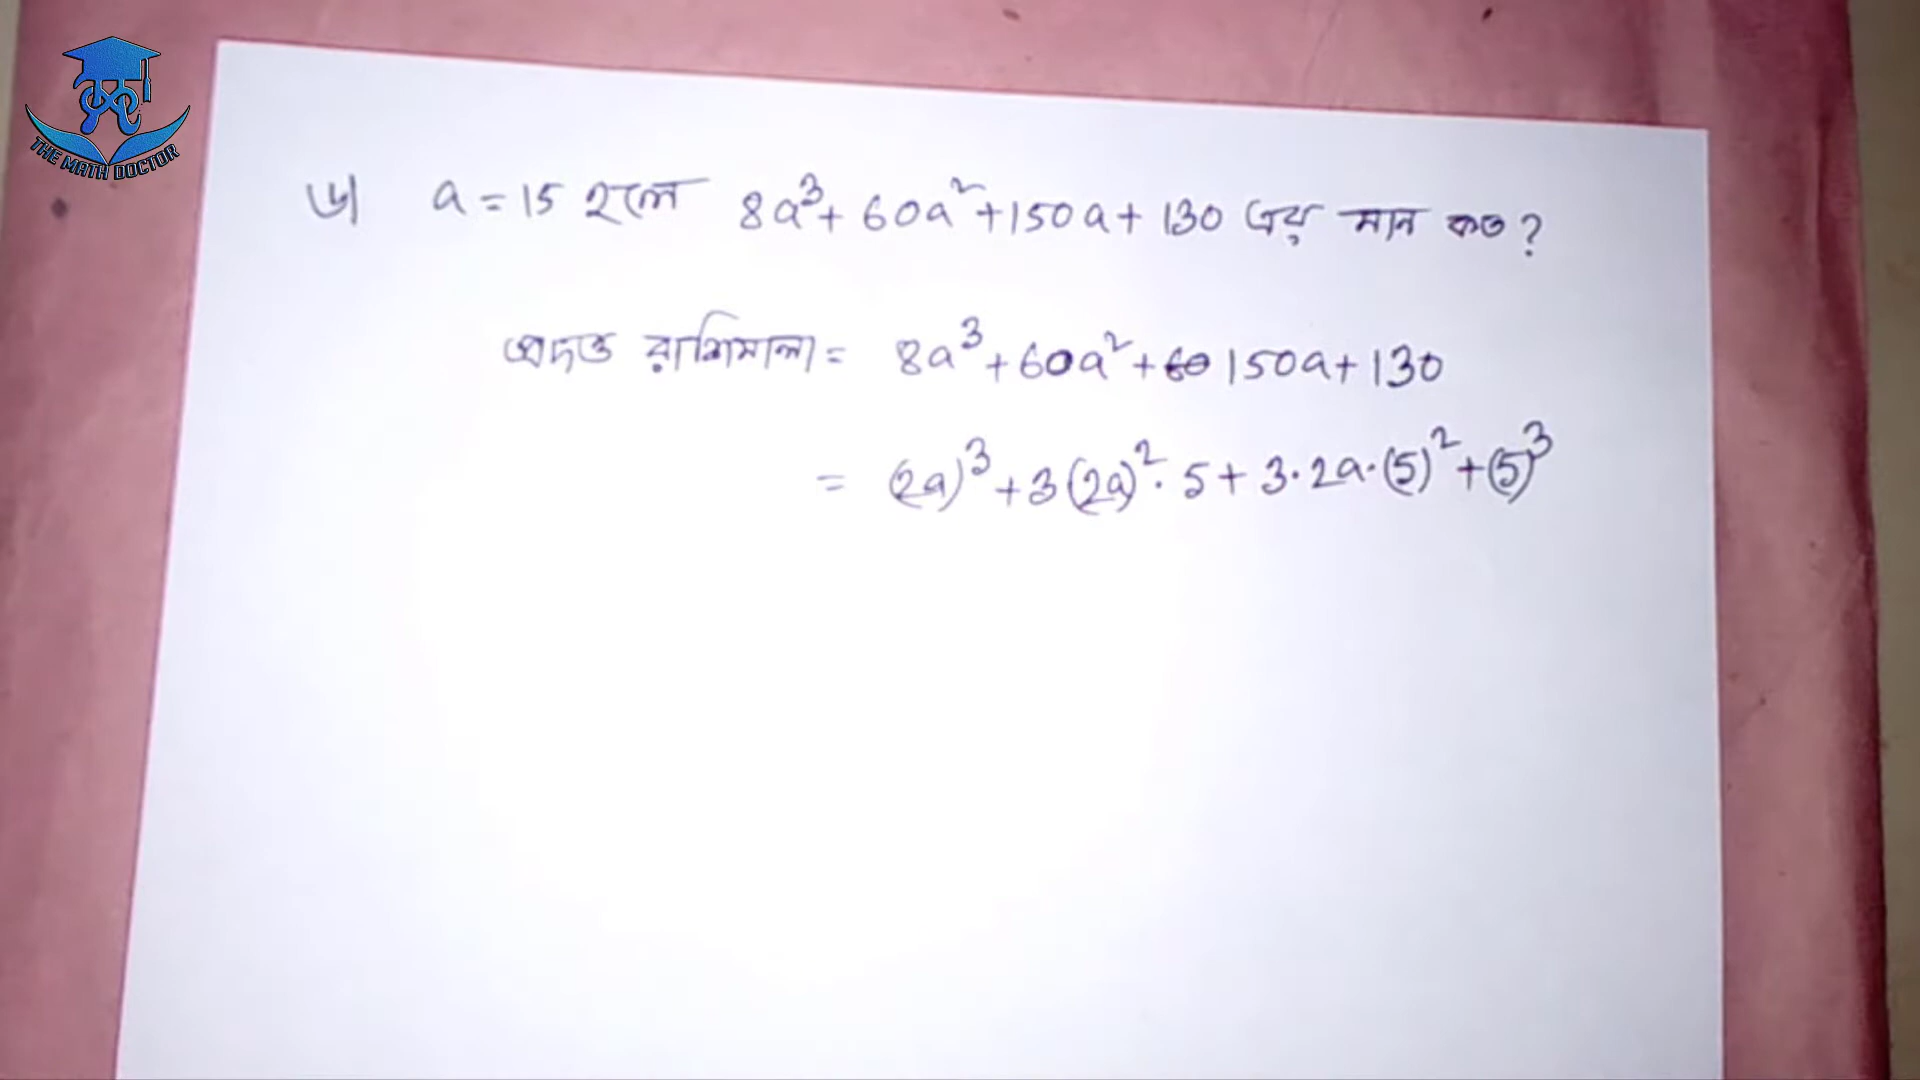 THE MATH DOCTOR
৬। a = 15 হলে 8a³ + 60a² + 150a + 130 এর মান কত?
প্রদত্ত রাশিমালা = 8a³ + 60a² + 60 150a + 130
= (2a)³ + 3(2a)²· 5 + 3·2a·(5)² + (5)³